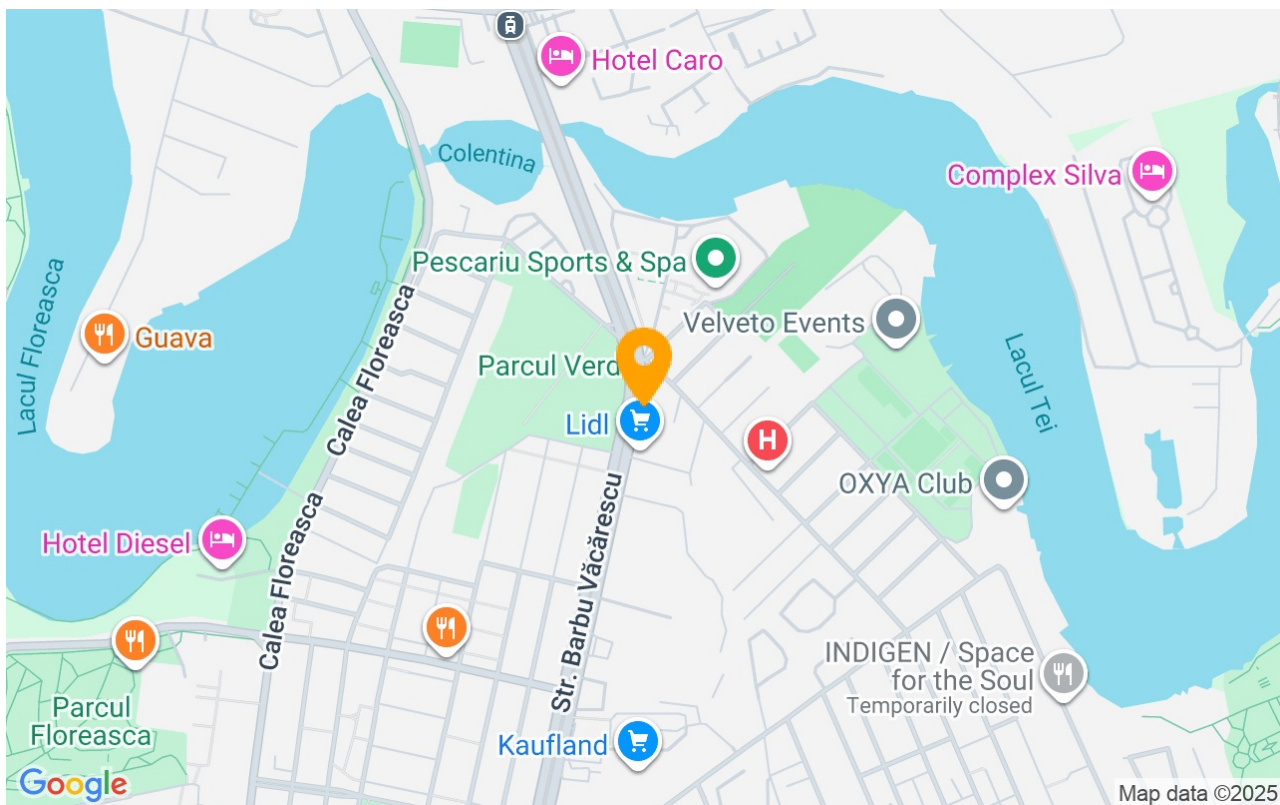 Hotel Caro
Colentina
Complex Silva
Pescariu Sports & Spa
Lacul Floreasca
Calea Floreasca
Velveto Events
Guava
Parcul Verd
Lacul Tei
Lidl
H
OXYA Club
Hotel Diesel
Calea Floreasca
Str. Barbu Văcărescu
INDIGEN / Space
for the Soul
Temporarily closed
Parcul
Floreasca
Kaufland
Google
Map data ©2025